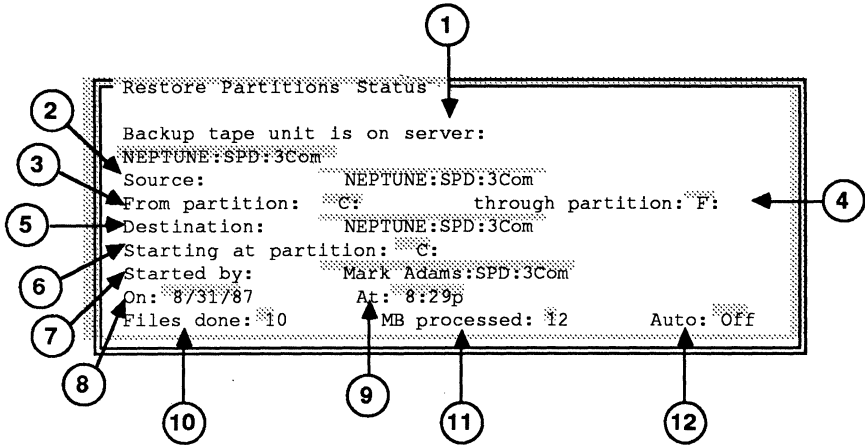 1
Restore Partitions Status
2
Backup tape unit is on server:
NEPTUNE:SPD:3Com
3
Source: NEPTUNE:SPD:3Com
From partition: C: through partition: F:
4
5
Destination: NEPTUNE:SPD:3Com
Starting at partition: C:
6
Started by: Mark Adams:SPD:3Com
On: 8/31/87 At: 8:29p
7
Files done: 10 MB processed: 12 Auto: Off
8
9
10
11
12